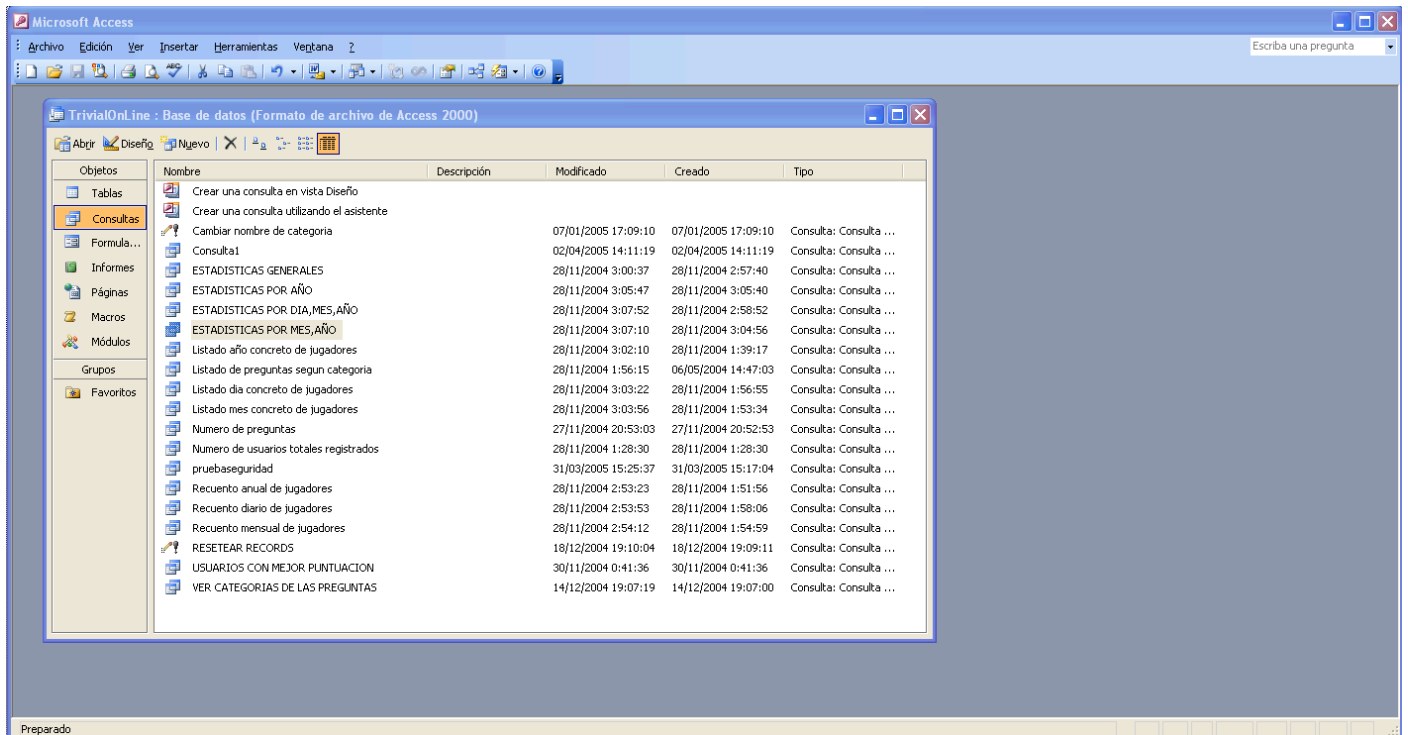 Microsoft Access
Archivo Edición Ver Insertar Herramientas Ventana ? Escriba una pregunta
TrivialOnLine : Base de datos (Formato de archivo de Access 2000)
Abrir Diseño Nuevo
Objetos Nombre Descripción Modificado Creado Tipo
Crear una consulta en vista Diseño
Tablas
Crear una consulta utilizando el asistente
Consultas
Cambiar nombre de categoria 07/01/2005 17:09:10 07/01/2005 17:09:10 Consulta: Consulta ...
Formula...
Consulta1 02/04/2005 14:11:19 02/04/2005 14:11:19 Consulta: Consulta ...
Informes
ESTADISTICAS GENERALES 28/11/2004 3:00:37 28/11/2004 2:57:40 Consulta: Consulta ...
Páginas
ESTADISTICAS POR AÑO 28/11/2004 3:05:47 28/11/2004 3:05:40 Consulta: Consulta ...
Macros
ESTADISTICAS POR DIA,MES,AÑO 28/11/2004 3:07:52 28/11/2004 2:58:52 Consulta: Consulta ...
ESTADISTICAS POR MES,AÑO 28/11/2004 3:07:10 28/11/2004 3:04:56 Consulta: Consulta ...
Módulos
Listado año concreto de jugadores 28/11/2004 3:02:10 28/11/2004 1:39:17 Consulta: Consulta ...
Grupos
Listado de preguntas segun categoria 28/11/2004 1:56:15 06/05/2004 14:47:03 Consulta: Consulta ...
Favoritos
Listado dia concreto de jugadores 28/11/2004 3:03:22 28/11/2004 1:56:55 Consulta: Consulta ...
Listado mes concreto de jugadores 28/11/2004 3:03:56 28/11/2004 1:53:34 Consulta: Consulta ...
Numero de preguntas 27/11/2004 20:53:03 27/11/2004 20:52:53 Consulta: Consulta ...
Numero de usuarios totales registrados 28/11/2004 1:28:30 28/11/2004 1:28:30 Consulta: Consulta ...
pruebaseguridad 31/03/2005 15:25:37 31/03/2005 15:17:04 Consulta: Consulta ...
Recuento anual de jugadores 28/11/2004 2:53:23 28/11/2004 1:51:56 Consulta: Consulta ...
Recuento diario de jugadores 28/11/2004 2:53:53 28/11/2004 1:58:06 Consulta: Consulta ...
Recuento mensual de jugadores 28/11/2004 2:54:12 28/11/2004 1:54:59 Consulta: Consulta ...
RESETEAR RECORDS 18/12/2004 19:10:04 18/12/2004 19:09:11 Consulta: Consulta ...
USUARIOS CON MEJOR PUNTUACION 30/11/2004 0:41:36 30/11/2004 0:41:36 Consulta: Consulta ...
VER CATEGORIAS DE LAS PREGUNTAS 14/12/2004 19:07:19 14/12/2004 19:07:00 Consulta: Consulta ...
Preparado